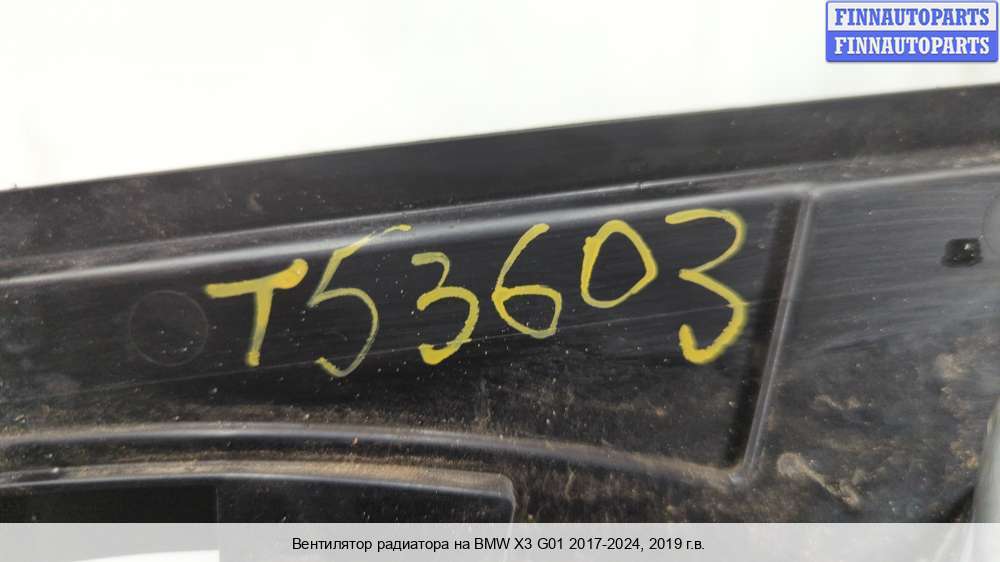 FINNAUTOPARTS
FINNAUTOPARTS
T53603
Вентилятор радиатора на BMW X3 G01 2017-2024, 2019 г.в.